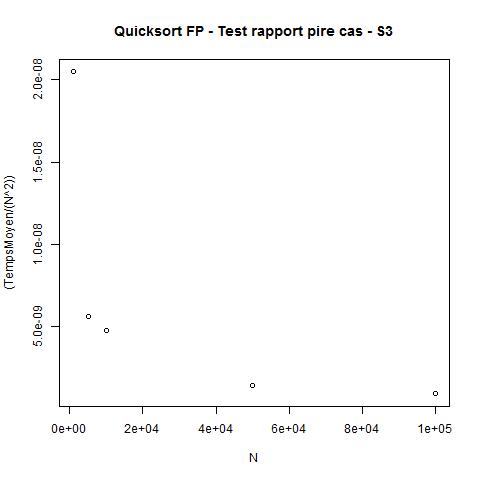 Quicksort FP - Test rapport pire cas - S3
(TempsMoyen/(N^2))
2.0e-08
1.5e-08
1.0e-08
5.0e-09
0e+00 2e+04 4e+04 6e+04 8e+04 1e+05
N